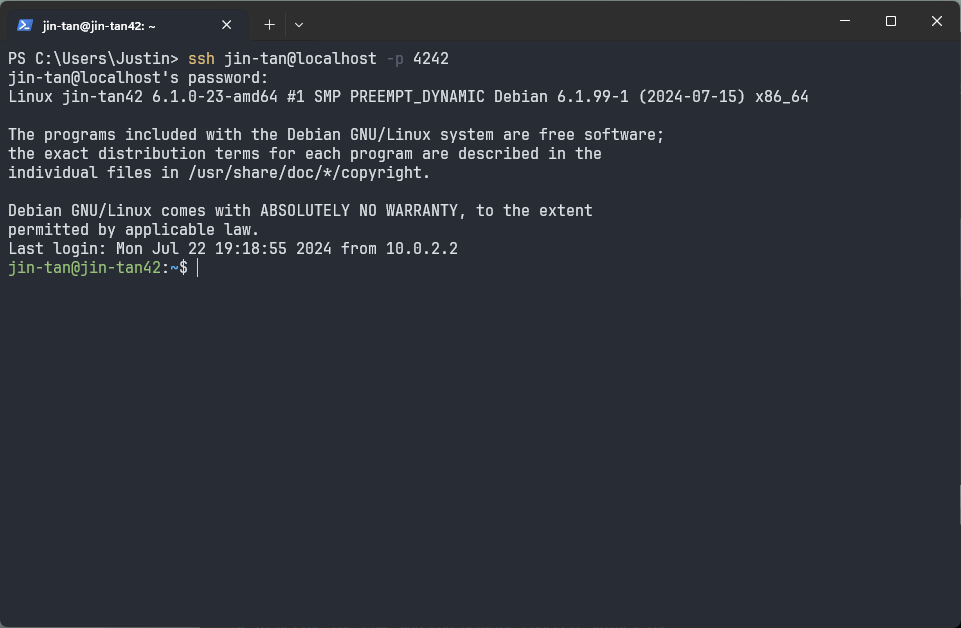 jin-tan@jin-tan42: ~
PS C:\Users\Justin> ssh jin-tan@localhost -p 4242
jin-tan@localhost's password:
Linux jin-tan42 6.1.0-23-amd64 #1 SMP PREEMPT_DYNAMIC Debian 6.1.99-1 (2024-07-15) x86_64
The programs included with the Debian GNU/Linux system are free software;
the exact distribution terms for each program are described in the
individual files in /usr/share/doc/*/copyright.
Debian GNU/Linux comes with ABSOLUTELY NO WARRANTY, to the extent
permitted by applicable law.
Last login: Mon Jul 22 19:18:55 2024 from 10.0.2.2
jin-tan@jin-tan42:~$